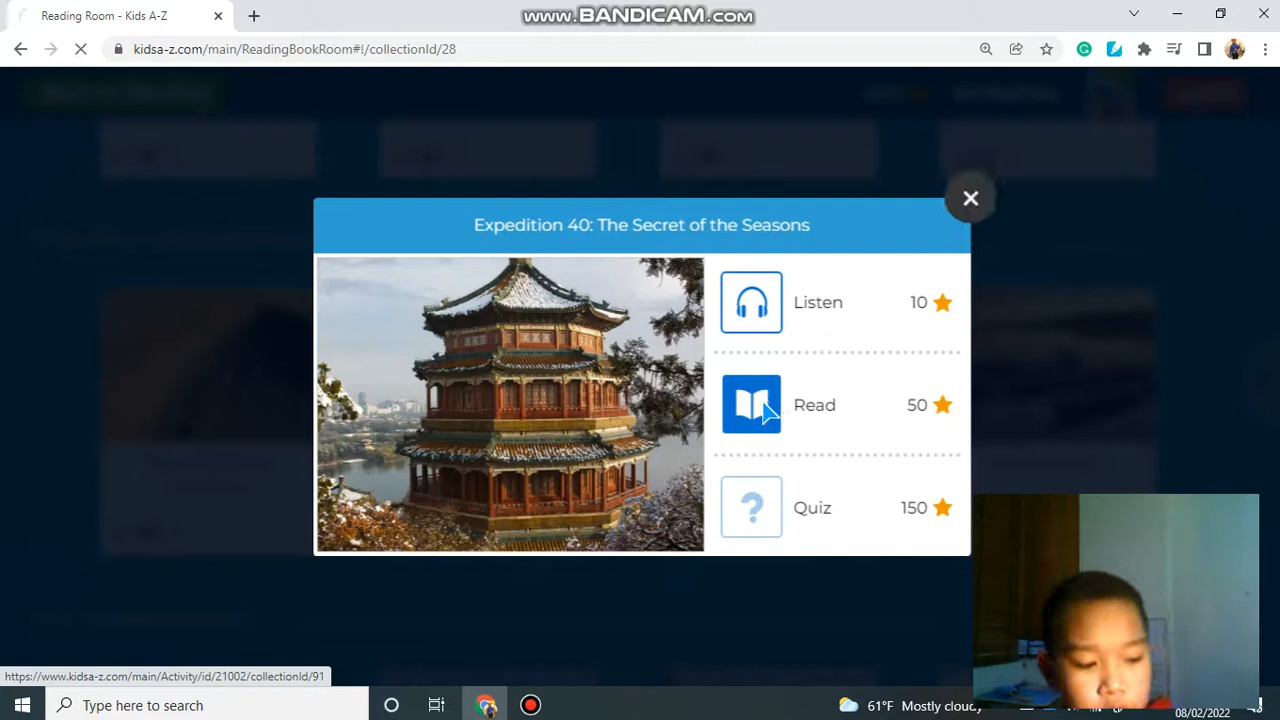 Reading Room - Kids A-Z
www.BANDICAM.com
kidsa-z.com/main/ReadingBookRoom#!/collectionId/28
Expedition 40: The Secret of the Seasons
Listen 10
Read 50
Quiz 150
https://www.kidsa-z.com/main/Activity/id/21002/collectionId/91
Type here to search
61°F Mostly cloudy
08/02/2022